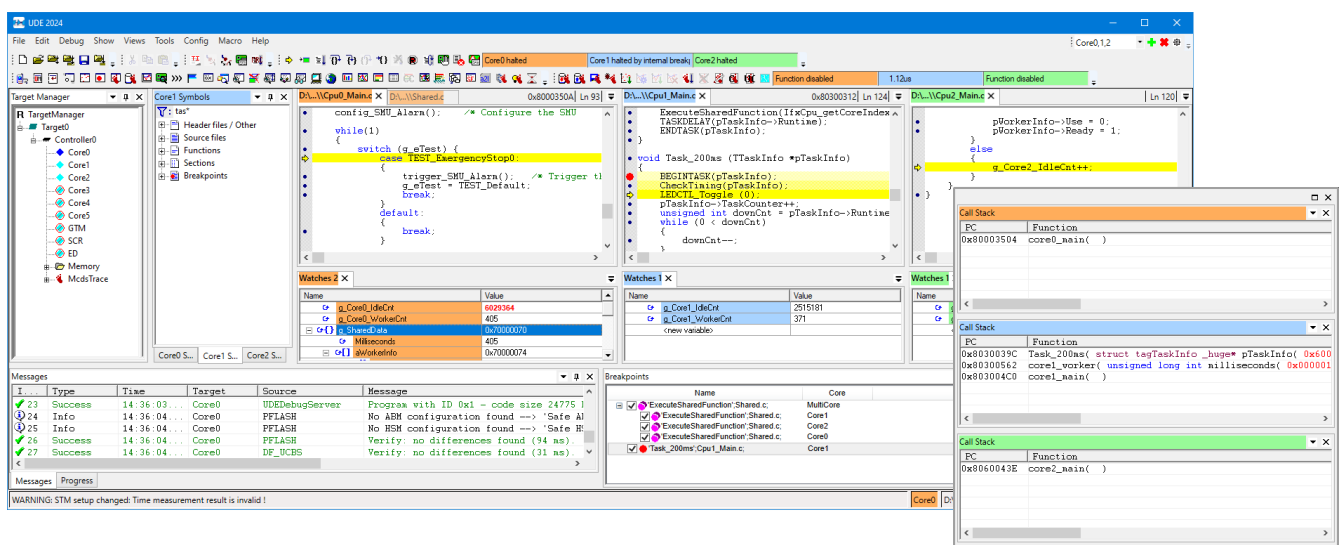 UDE 2024
File Edit Debug Show Views Tools Config Macro Help
Core0,1,2
Core0 halted
Core1 halted by internal break
Core2 halted
Function disabled
1.12us
Function disabled
Target Manager
TargetManager
Target0
Controller0
Core0
Core1
Core2
Core3
Core4
Core5
GTM
SCR
ED
Memory
McdsTrace
Core1 Symbols
tas*
Header files / Other
Source files
Functions
Sections
Breakpoints
Core0 S... Core1 S... Core2 S...
D:\...\Cpu0_Main.c D:\...\Shared.c 0x8000350A Ln 93
config_SMU_Alarm(); /* Configure the SMU
while(1)
{
switch (g_eTest)
case TEST_EmergencyStop0:
{
trigger_SMU_Alarm(); /* Trigger th
g_eTest = TEST_Default;
break;
}
default:
{
break;
}
D:\...\Cpu1_Main.c 0x80300312 Ln 124
ExecuteSharedFunction(IfxCpu_getCoreIndex
TASKDELAY(pTaskInfo->Runtime);
ENDTASK(pTaskInfo);
}
void Task_200ms (TTaskInfo *pTaskInfo)
{
BEGINTASK(pTaskInfo);
CheckTiming(pTaskInfo);
LEDCTL_Toggle (0);
pTaskInfo->TaskCounter++;
unsigned int downCnt = pTaskInfo->Runtime
while (0 < downCnt)
{
downCnt--;
}
D:\...\Cpu2_Main.c Ln 120
pWorkerInfo->Use = 0;
pWorkerInfo->Ready = 1;
}
else
{
g_Core2_IdleCnt++;
}
}
}
Watches 2
Name Value
g_Core0_IdleCnt 6029364
g_Core0_WorkerCnt 405
g_SharedData 0x70000070
Milliseconds 405
aWorkerInfo 0x70000074
Watches 1
Name Value
g_Core1_IdleCnt 2515181
g_Core1_WorkerCnt 371
<new variable>
Watches 1
Name
Call Stack
PC Function
0x80003504 core0_main( )
Call Stack
PC Function
0x8030039C Task_200ms( struct tagTaskInfo _huge* pTaskInfo( 0x600
0x80300562 core1_worker( unsigned long int milliseconds( 0x000001
0x803004C0 core1_main( )
Call Stack
PC Function
0x8060043E core2_main( )
Messages
I... Type Time Target Source Message
23 Success 14:36:03... Core0 UDEDebugServer Program with ID 0x1 - code size 24775 
24 Info 14:36:04... Core0 PFLASH No ABM configuration found --> 'Safe A
25 Info 14:36:04... Core0 PFLASH No HSM configuration found --> 'Safe H
26 Success 14:36:04... Core0 PFLASH Verify: no differences found (94 ms).
27 Success 14:36:04... Core0 DF_UCBS Verify: no differences found (31 ms).
Messages Progress
Breakpoints
Name Core
'ExecuteSharedFunction';Shared.c; MultiCore
'ExecuteSharedFunction';Shared.c; Core1
'ExecuteSharedFunction';Shared.c; Core2
'ExecuteSharedFunction';Shared.c; Core0
'Task_200ms';Cpu1_Main.c; Core1
WARNING: STM setup changed: Time measurement result is invalid !
Core0 D:\